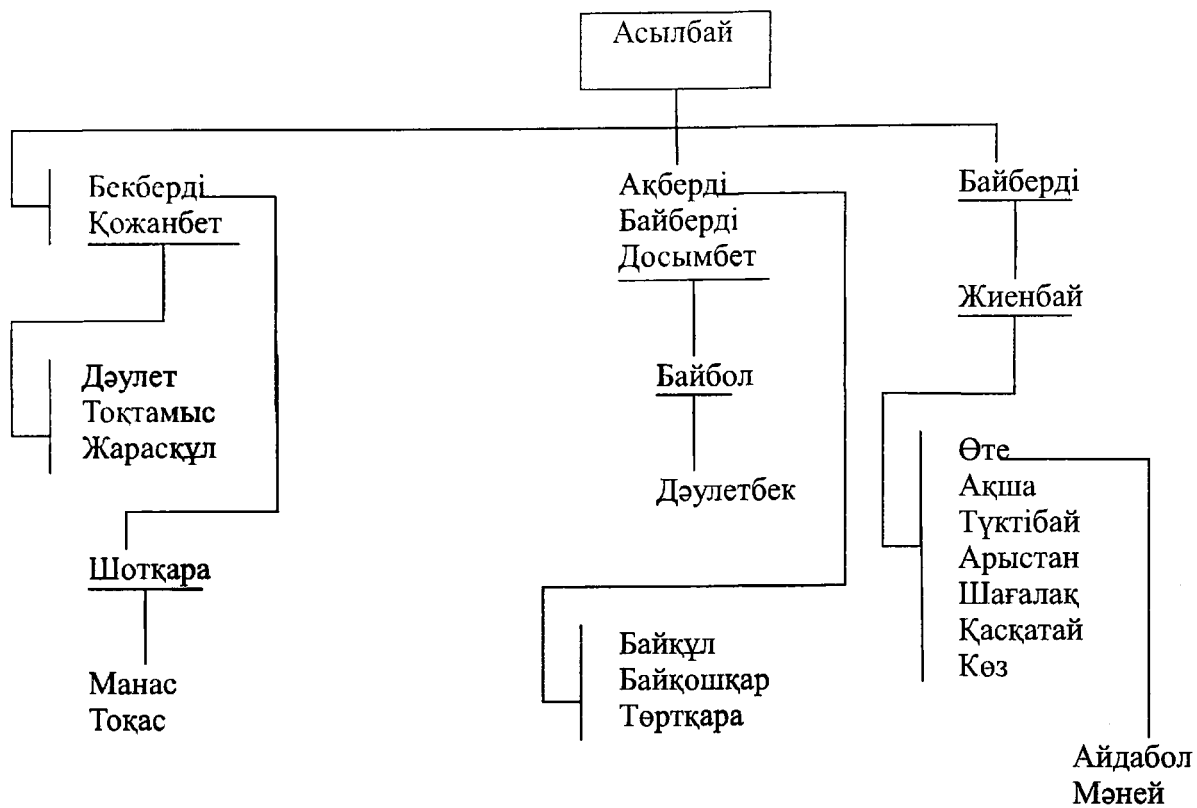 Асылбай
Бекберді
Қожанбет
Ақберді
Байберді
Досымбет
Байберді
Жиенбай
Дәулет
Тоқтамыс
Жарасқұл
Байбол
Дәулетбек
Өте
Ақша
Түктібай
Арыстан
Шағалақ
Қасқатай
Көз
Шотқара
Манас
Тоқас
Байқұл
Байқошқар
Төртқара
Айдабол
Мәней